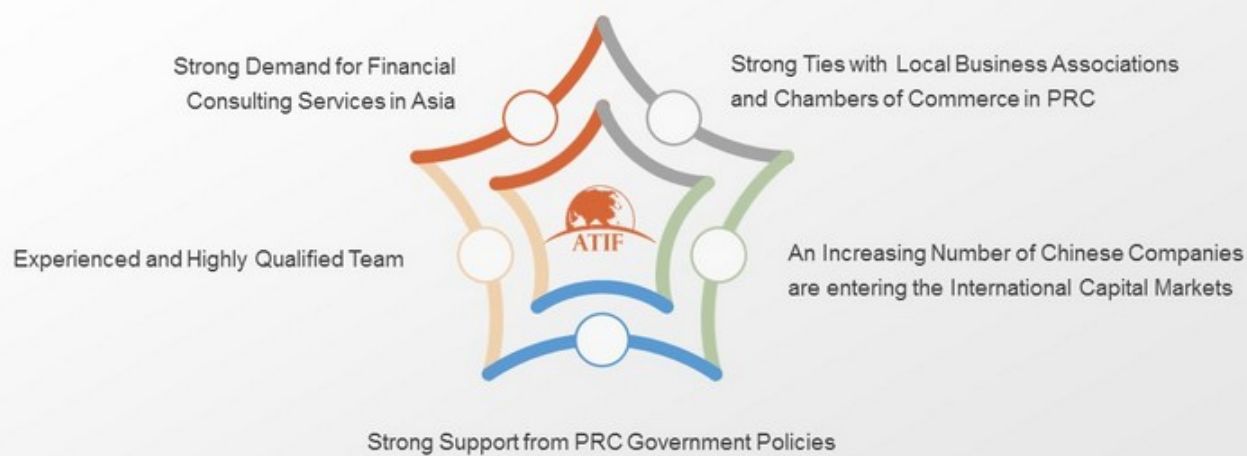 Strong Demand for Financial
Consulting Services in Asia
Strong Ties with Local Business Associations
and Chambers of Commerce in PRC
ATIF
Experienced and Highly Qualified Team
An Increasing Number of Chinese Companies
are entering the International Capital Markets
Strong Support from PRC Government Policies